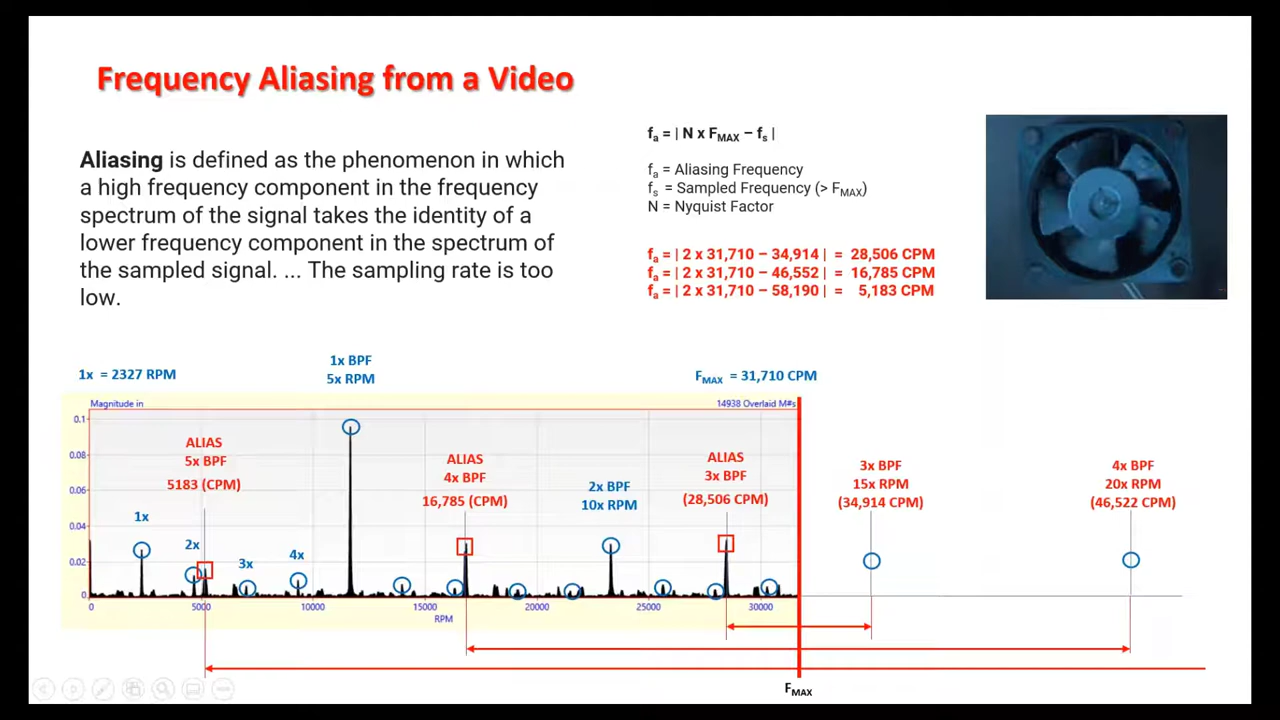 Frequency Aliasing from a Video
Aliasing is defined as the phenomenon in which
a high frequency component in the frequency
spectrum of the signal takes the identity of a
lower frequency component in the spectrum of
the sampled signal. ... The sampling rate is too
low.
fa = | N x FMAX – fs |
fa = Aliasing Frequency
fs = Sampled Frequency (> FMAX)
N = Nyquist Factor
fa = | 2 x 31,710 – 34,914 | = 28,506 CPM
fa = | 2 x 31,710 – 46,552 | = 16,785 CPM
fa = | 2 x 31,710 – 58,190 | = 5,183 CPM
1x = 2327 RPM
1x BPF
5x RPM
FMAX = 31,710 CPM
Magnitude in
14938 Overlaid M#s
0.1
0.08
0.06
0.04
0.02
0
ALIAS
5x BPF
5183 (CPM)
ALIAS
4x BPF
16,785 (CPM)
ALIAS
3x BPF
(28,506 CPM)
3x BPF
15x RPM
(34,914 CPM)
4x BPF
20x RPM
(46,522 CPM)
2x BPF
10x RPM
1x
2x
3x
4x
0
5000
10000
15000
20000
25000
30000
RPM
FMAX